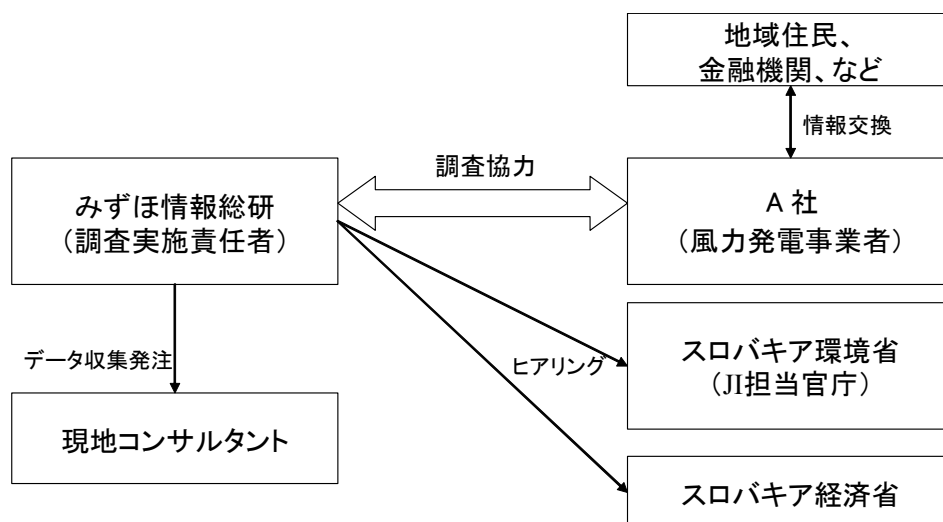 地域住民、
金融機関、など
情報交換
調査協力
みずほ情報総研
（調査実施責任者）
A 社
（風力発電事業者）
データ収集発注
ヒアリング
スロバキア環境省
（JI担当官庁）
現地コンサルタント
スロバキア経済省